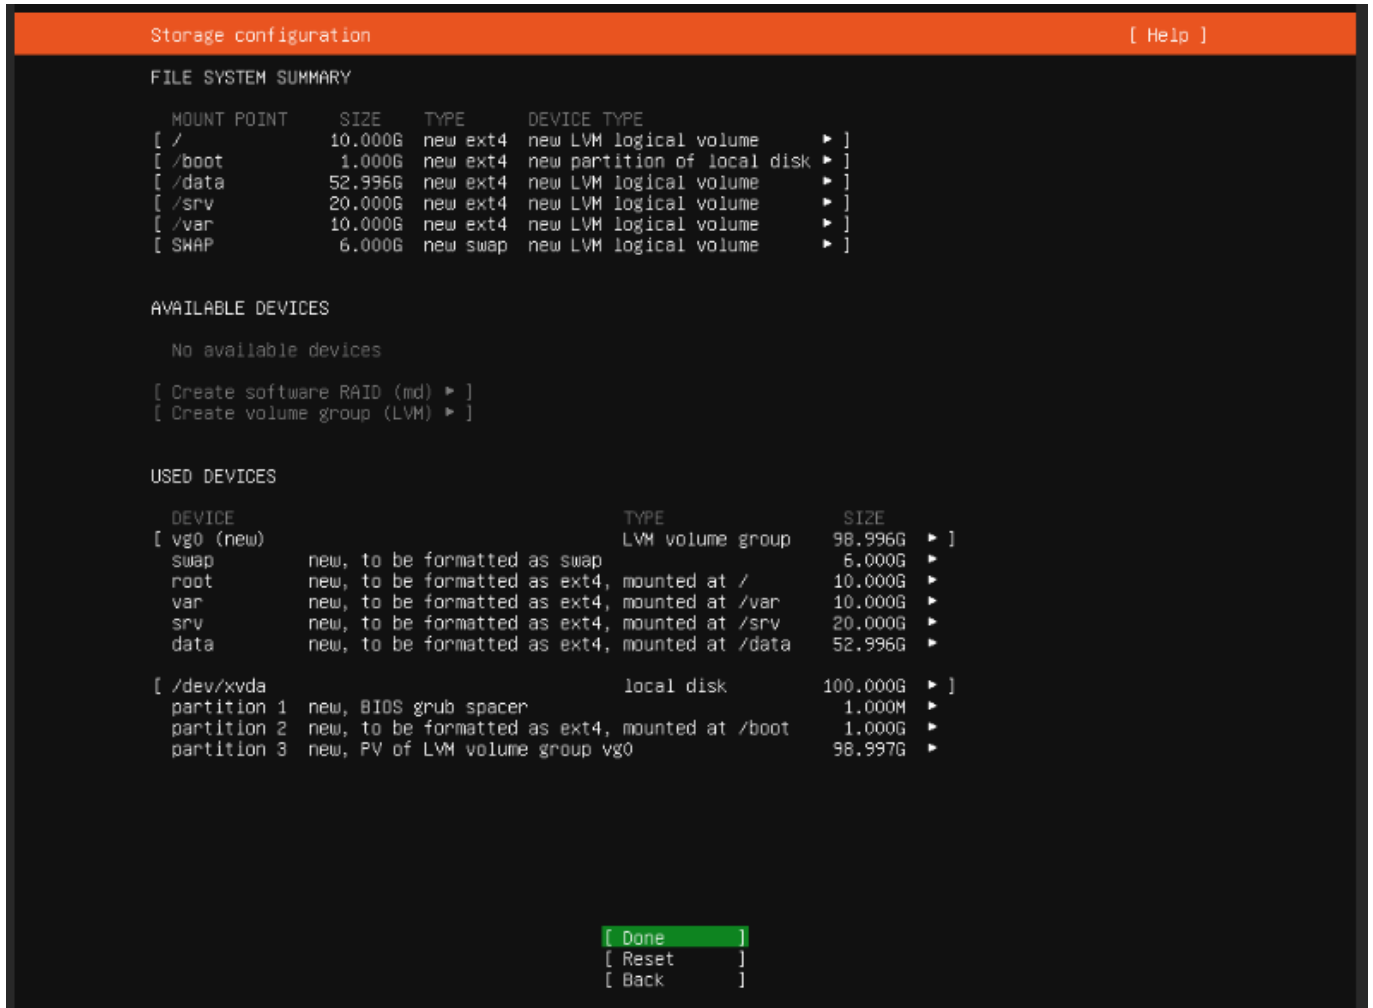 Storage configuration [ Help ]
FILE SYSTEM SUMMARY
MOUNT POINT SIZE TYPE DEVICE TYPE
[ / 10.000G new ext4 new LVM logical volume ▸ ]
[ /boot 1.000G new ext4 new partition of local disk ▸ ]
[ /data 52.996G new ext4 new LVM logical volume ▸ ]
[ /srv 20.000G new ext4 new LVM logical volume ▸ ]
[ /var 10.000G new ext4 new LVM logical volume ▸ ]
[ SWAP 6.000G new swap new LVM logical volume ▸ ]
AVAILABLE DEVICES
No available devices
[ Create software RAID (md) ▸ ]
[ Create volume group (LVM) ▸ ]
USED DEVICES
DEVICE TYPE SIZE
[ vg0 (new) LVM volume group 98.996G ▸ ]
swap new, to be formatted as swap 6.000G ▸
root new, to be formatted as ext4, mounted at / 10.000G ▸
var new, to be formatted as ext4, mounted at /var 10.000G ▸
srv new, to be formatted as ext4, mounted at /srv 20.000G ▸
data new, to be formatted as ext4, mounted at /data 52.996G ▸
[ /dev/xvda local disk 100.000G ▸ ]
partition 1 new, BIOS grub spacer 1.000M ▸
partition 2 new, to be formatted as ext4, mounted at /boot 1.000G ▸
partition 3 new, PV of LVM volume group vg0 98.997G ▸
[ Done ]
[ Reset ]
[ Back ]